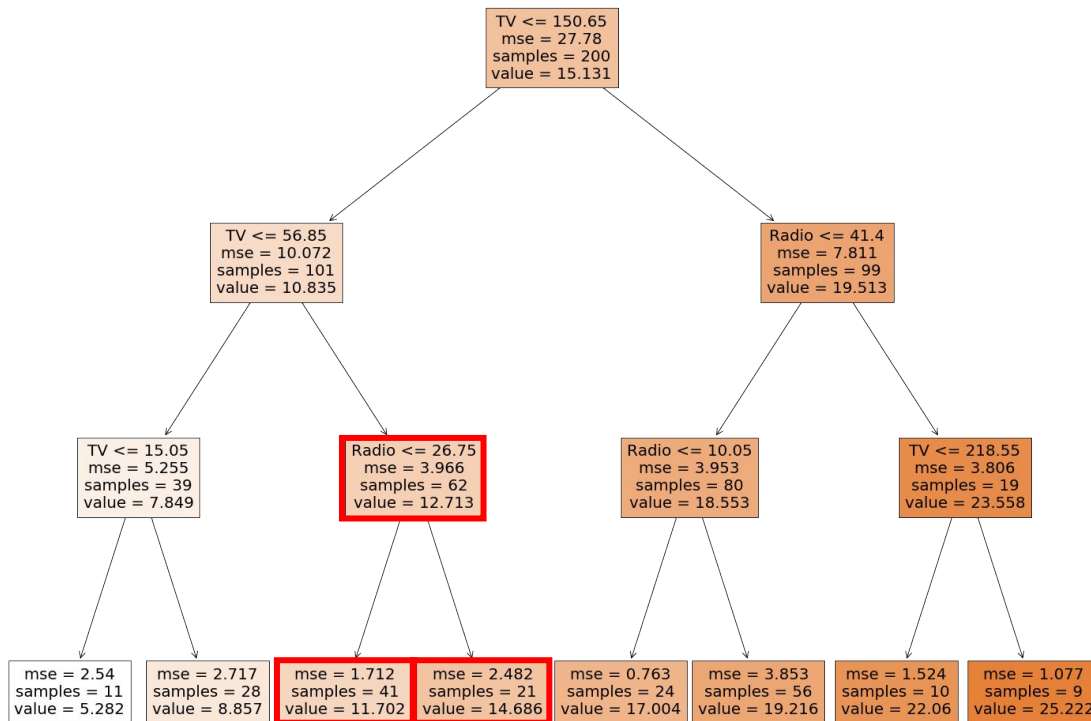 TV <= 150.65
mse = 27.78
samples = 200
value = 15.131
TV <= 56.85
mse = 10.072
samples = 101
value = 10.835
Radio <= 41.4
mse = 7.811
samples = 99
value = 19.513
TV <= 15.05
mse = 5.255
samples = 39
value = 7.849
Radio <= 26.75
mse = 3.966
samples = 62
value = 12.713
Radio <= 10.05
mse = 3.953
samples = 80
value = 18.553
TV <= 218.55
mse = 3.806
samples = 19
value = 23.558
mse = 2.54
samples = 11
value = 5.282
mse = 2.717
samples = 28
value = 8.857
mse = 1.712
samples = 41
value = 11.702
mse = 2.482
samples = 21
value = 14.686
mse = 0.763
samples = 24
value = 17.004
mse = 3.853
samples = 56
value = 19.216
mse = 1.524
samples = 10
value = 22.06
mse = 1.077
samples = 9
value = 25.222